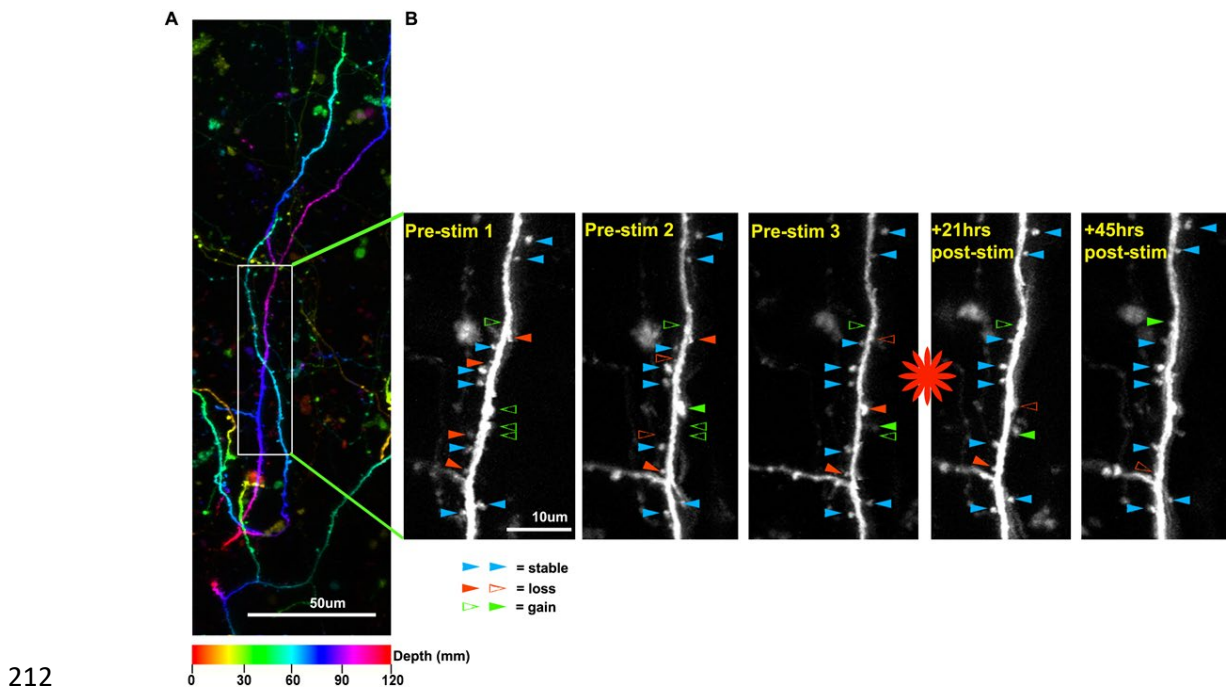 A
B
Pre-stim 1
Pre-stim 2
Pre-stim 3
+21hrs
post-stim
+45hrs
post-stim
10um
= stable
= loss
= gain
50um
Depth (mm)
0 30 60 90 120
212